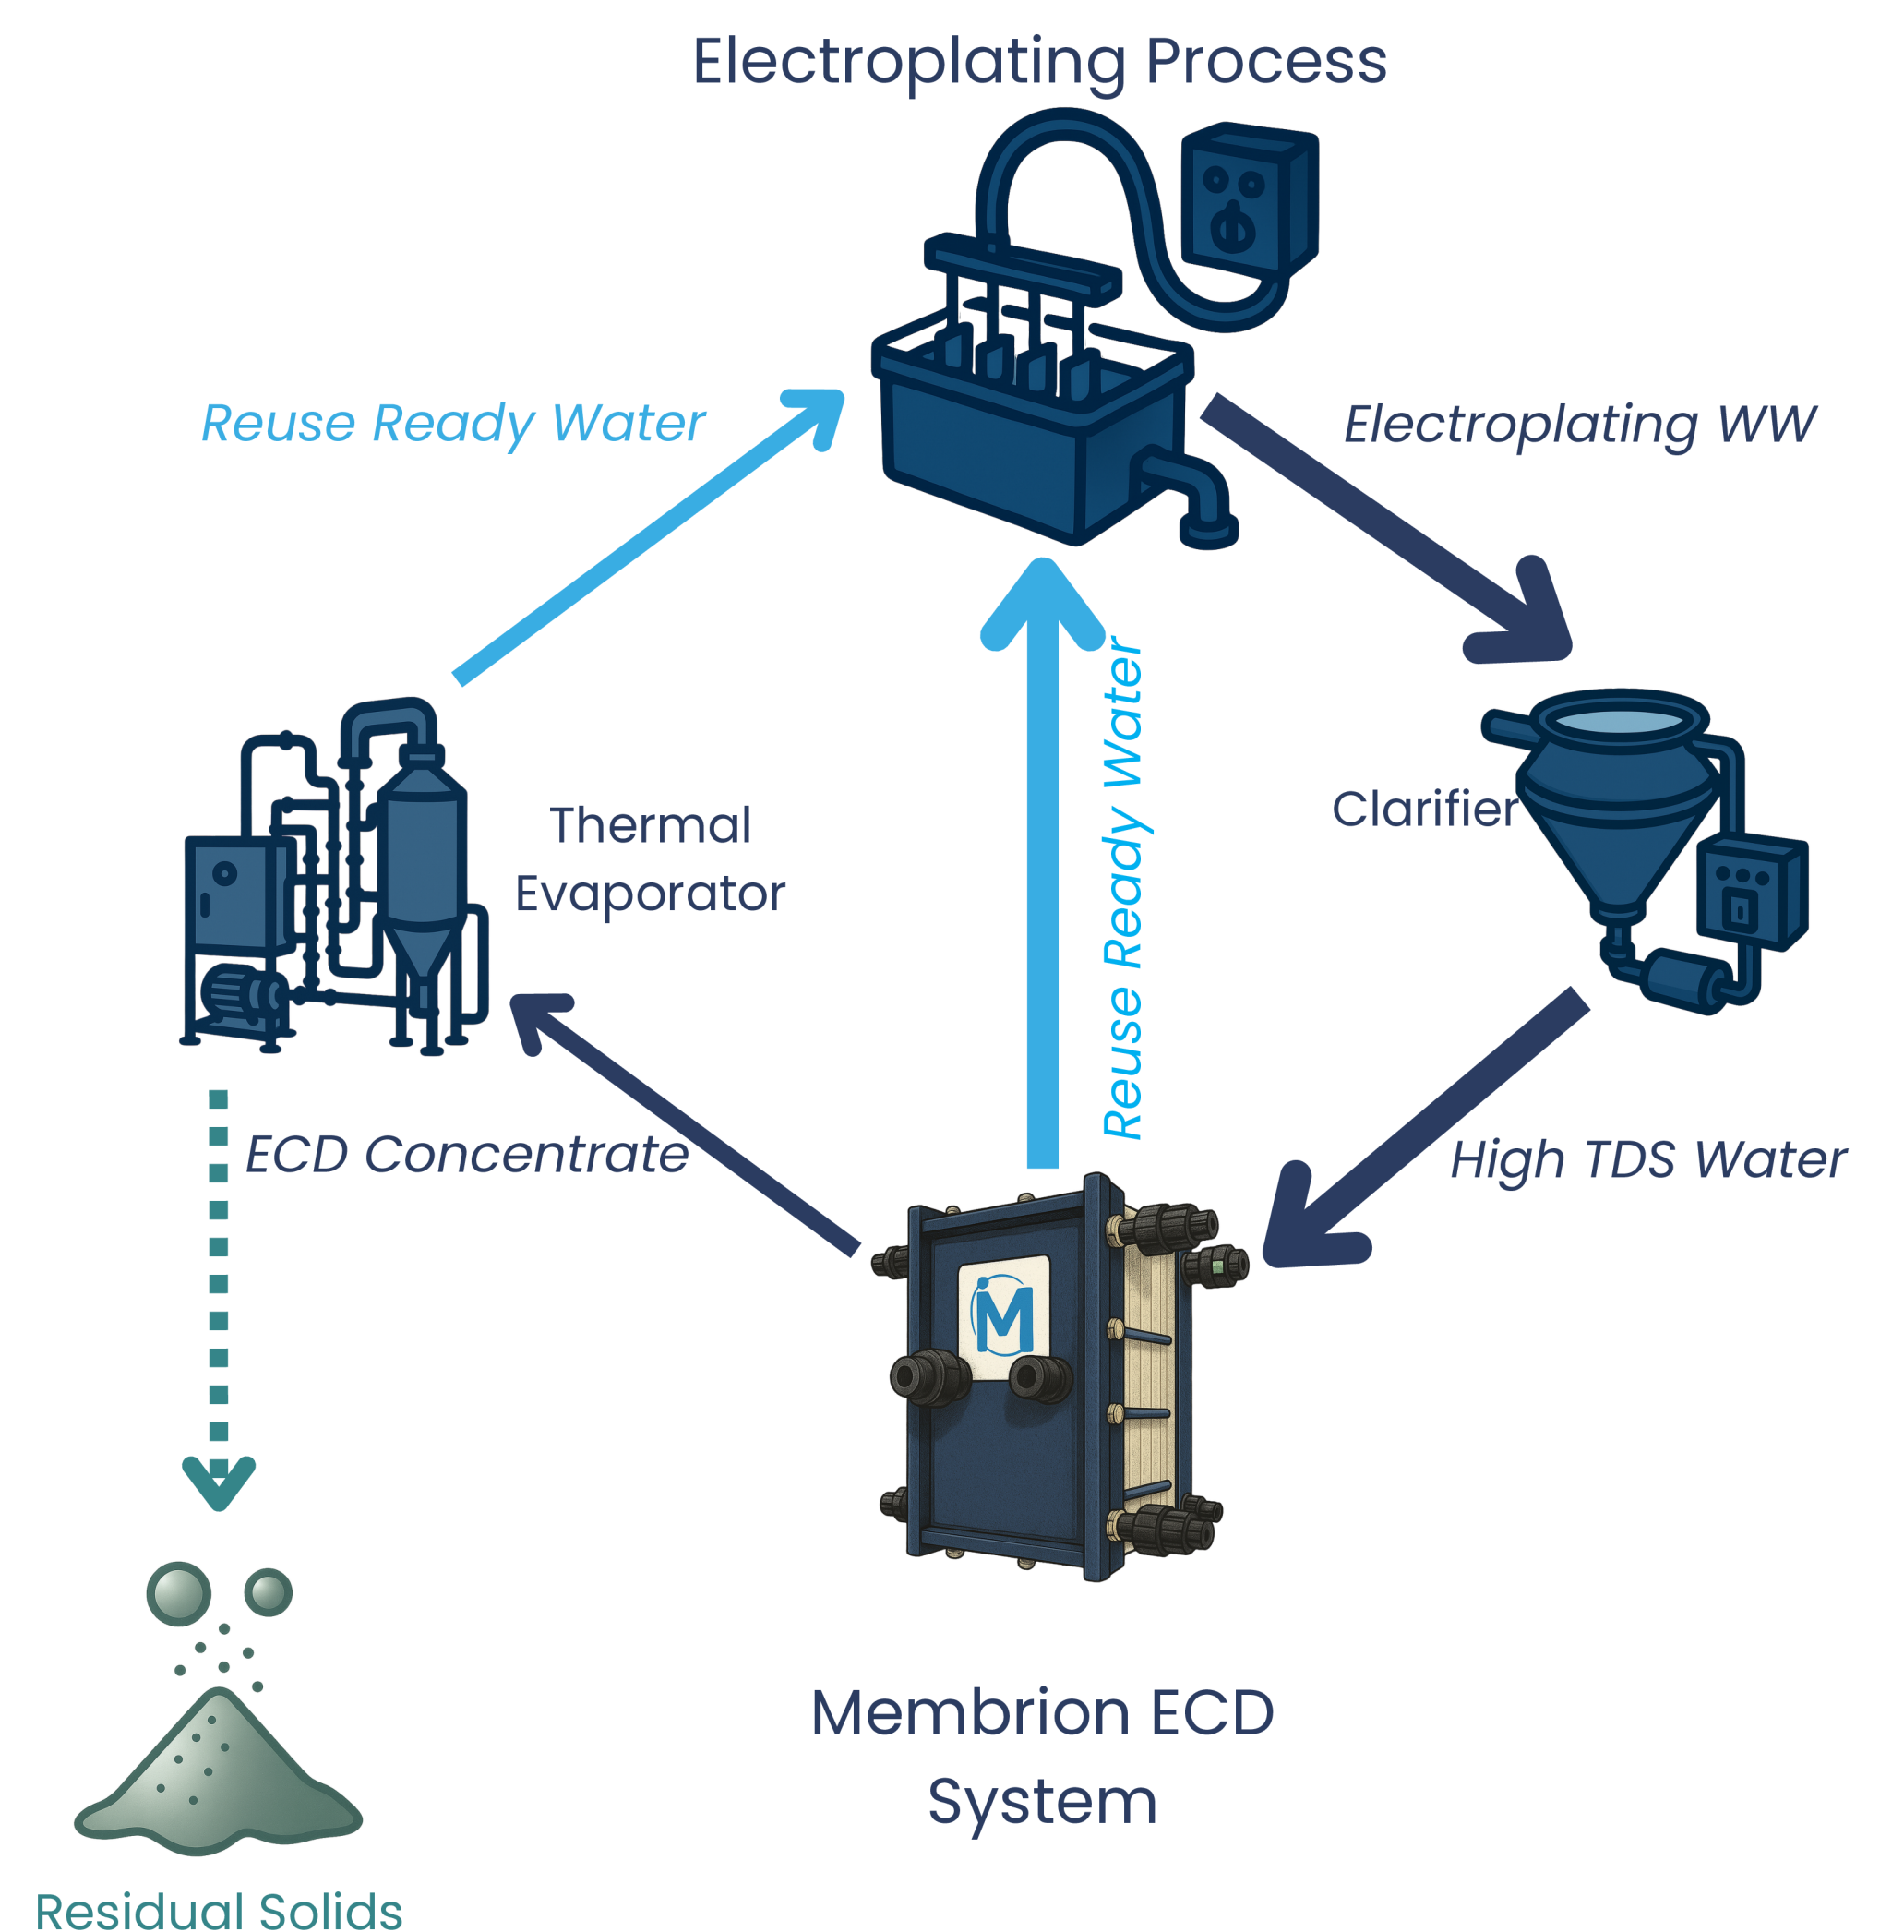 Electroplating Process
Reuse Ready Water
Electroplating WW
Reuse Ready Water
Thermal
Evaporator
Clarifier
ECD Concentrate
High TDS Water
M
Membrion ECD
System
Residual Solids